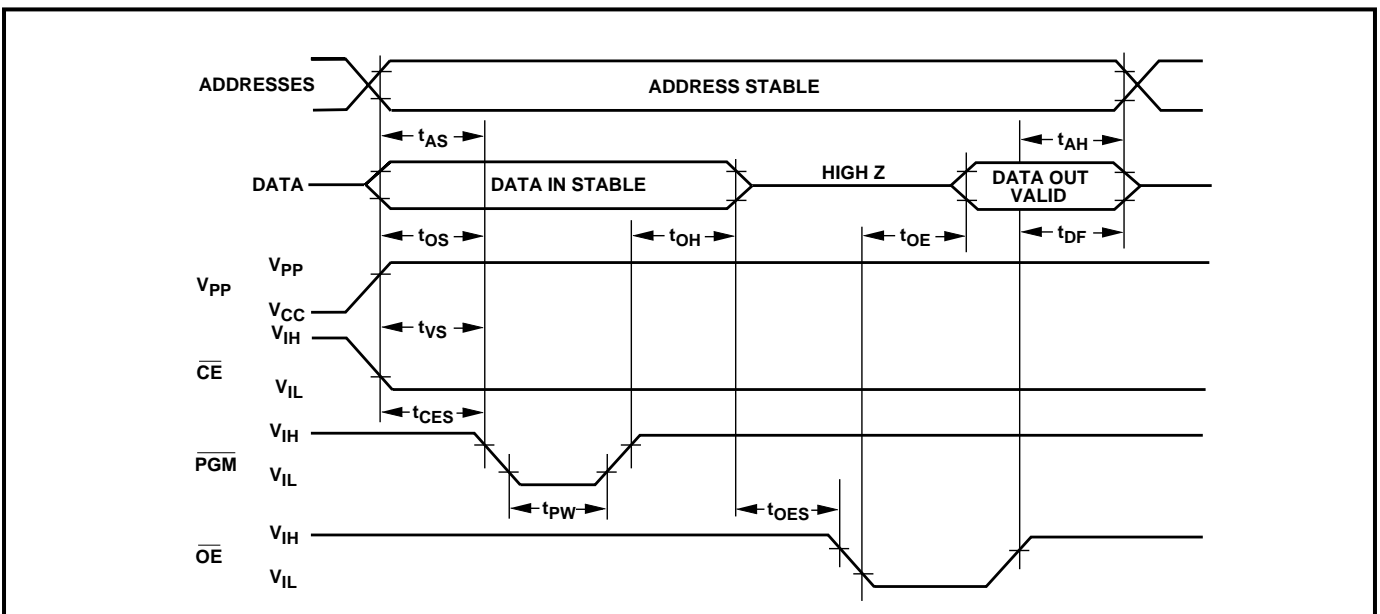 ADDRESSES
ADDRESS STABLE
tAS
tAH
DATA
DATA IN STABLE
HIGH Z
DATA OUT
VALID
tOS
tOH
tOE
tDF
VPP
VPP
VCC
tVS
VIH
CE
VIL
tCES
VIH
PGM
VIL
tPW
tOES
VIH
OE
VIL